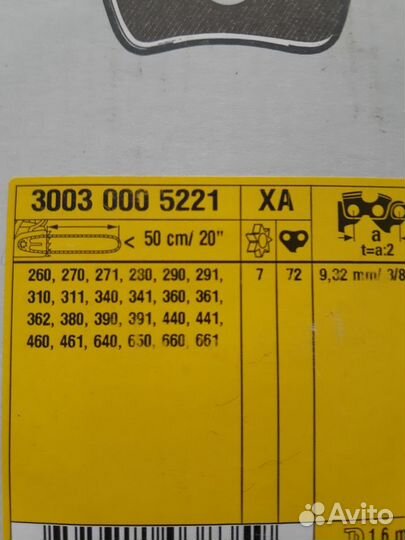 3003 000 5221 XA
< 50 cm/ 20" a
t=a:2
260, 270, 271, 280, 290, 291, 7 72 9,32 mm/ 3/8
310, 311, 340, 341, 360, 361,
362, 380, 390, 391, 440, 441,
460, 461, 640, 650, 660, 661
1,6 m
Avito